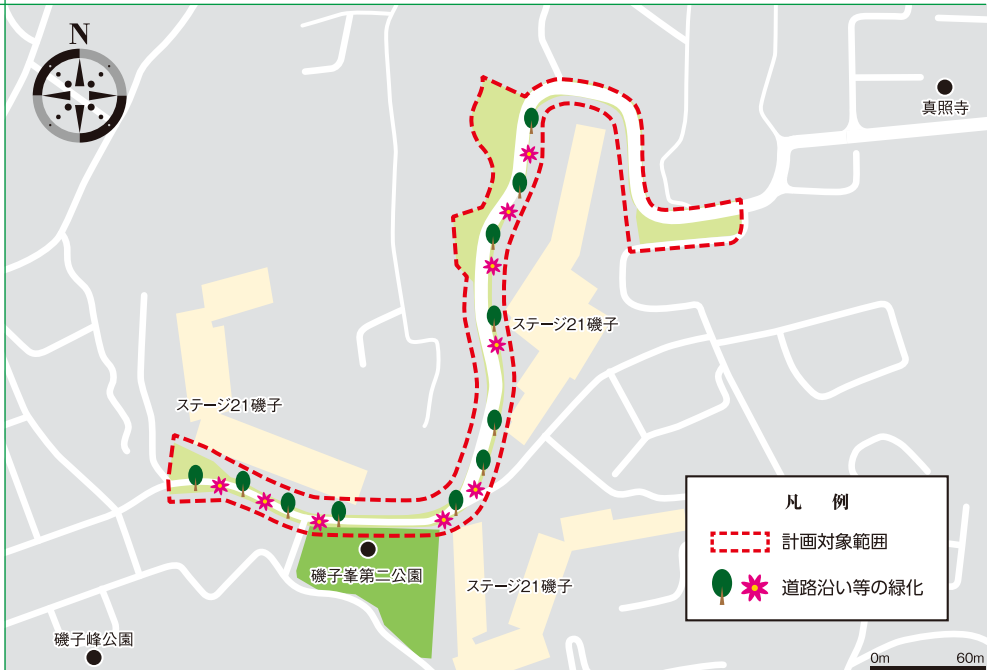 N
真照寺
ステージ21磯子
ステージ21磯子
磯子峯第二公園
ステージ21磯子
磯子峰公園
凡 例
計画対象範囲
道路沿い等の緑化
0m 60m